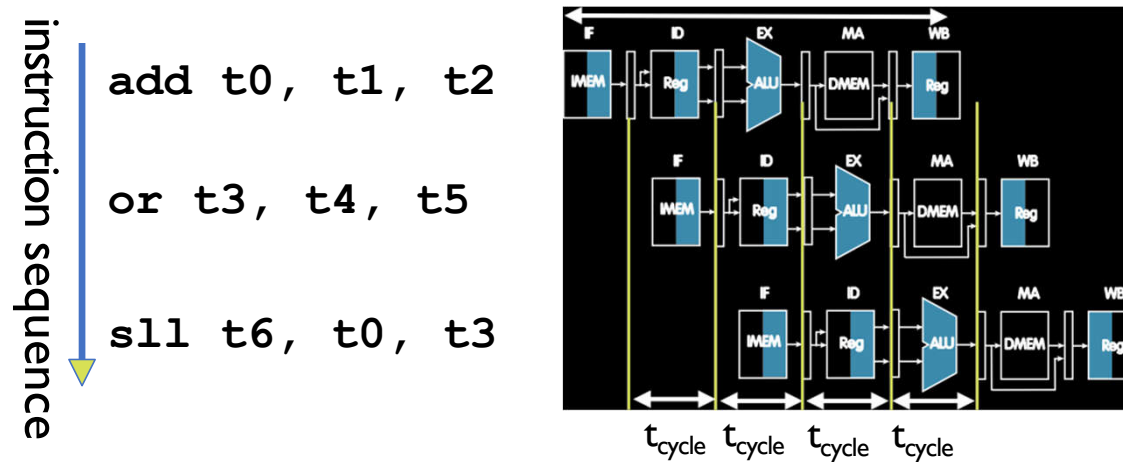 instruction sequence
add t0, t1, t2
or t3, t4, t5
sll t6, t0, t3
IF ID EX MA WB
IMEM Reg ALU DMEM Reg
IF ID EX MA WB
IMEM Reg ALU DMEM Reg
IF ID EX MA WB
IMEM Reg ALU DMEM Reg
tcycle tcycle tcycle tcycle